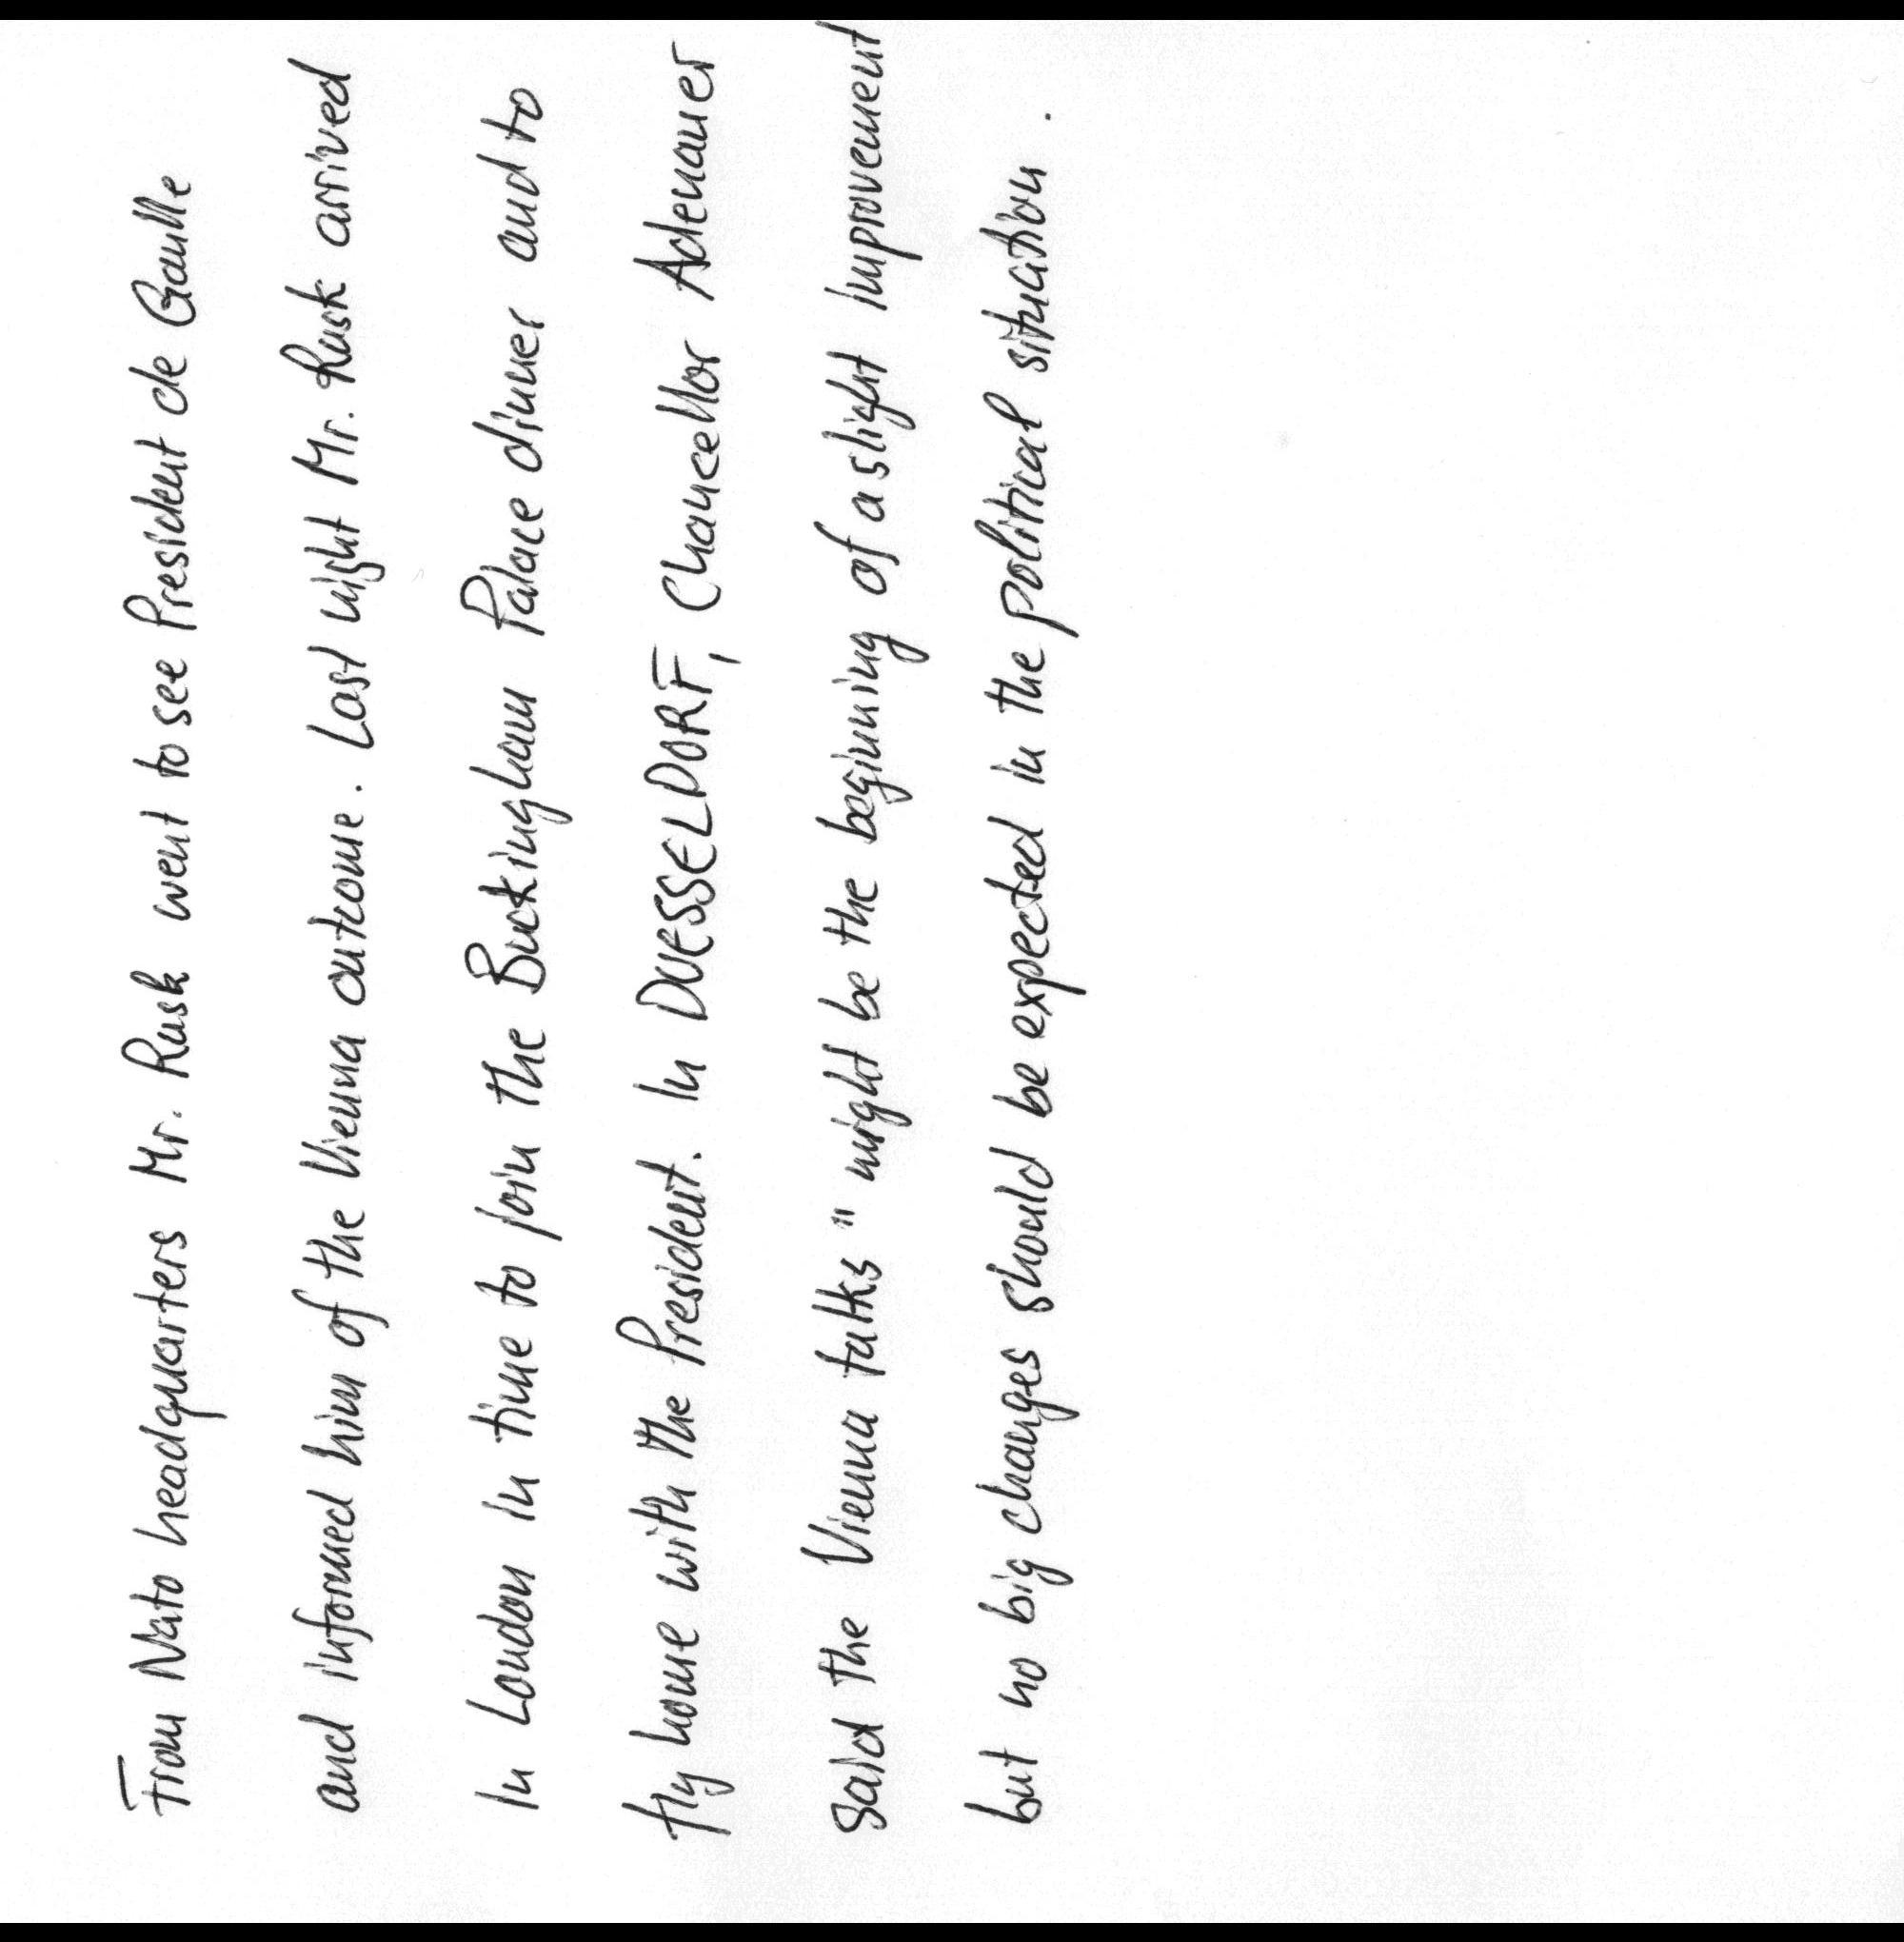 From Nato headquarters Mr. Rusk went to see President de Gaulle
and informed him of the Vienna outcome. Last night Mr. Rusk arrived
in London in time to join the Buckingham Palace dinner and to
fly home with the President. In DUESSELDORF, Chancellor Adenauer
said the Vienna talks "might be the beginning of a slight improvement
but no big changes should be expected in the political situation.